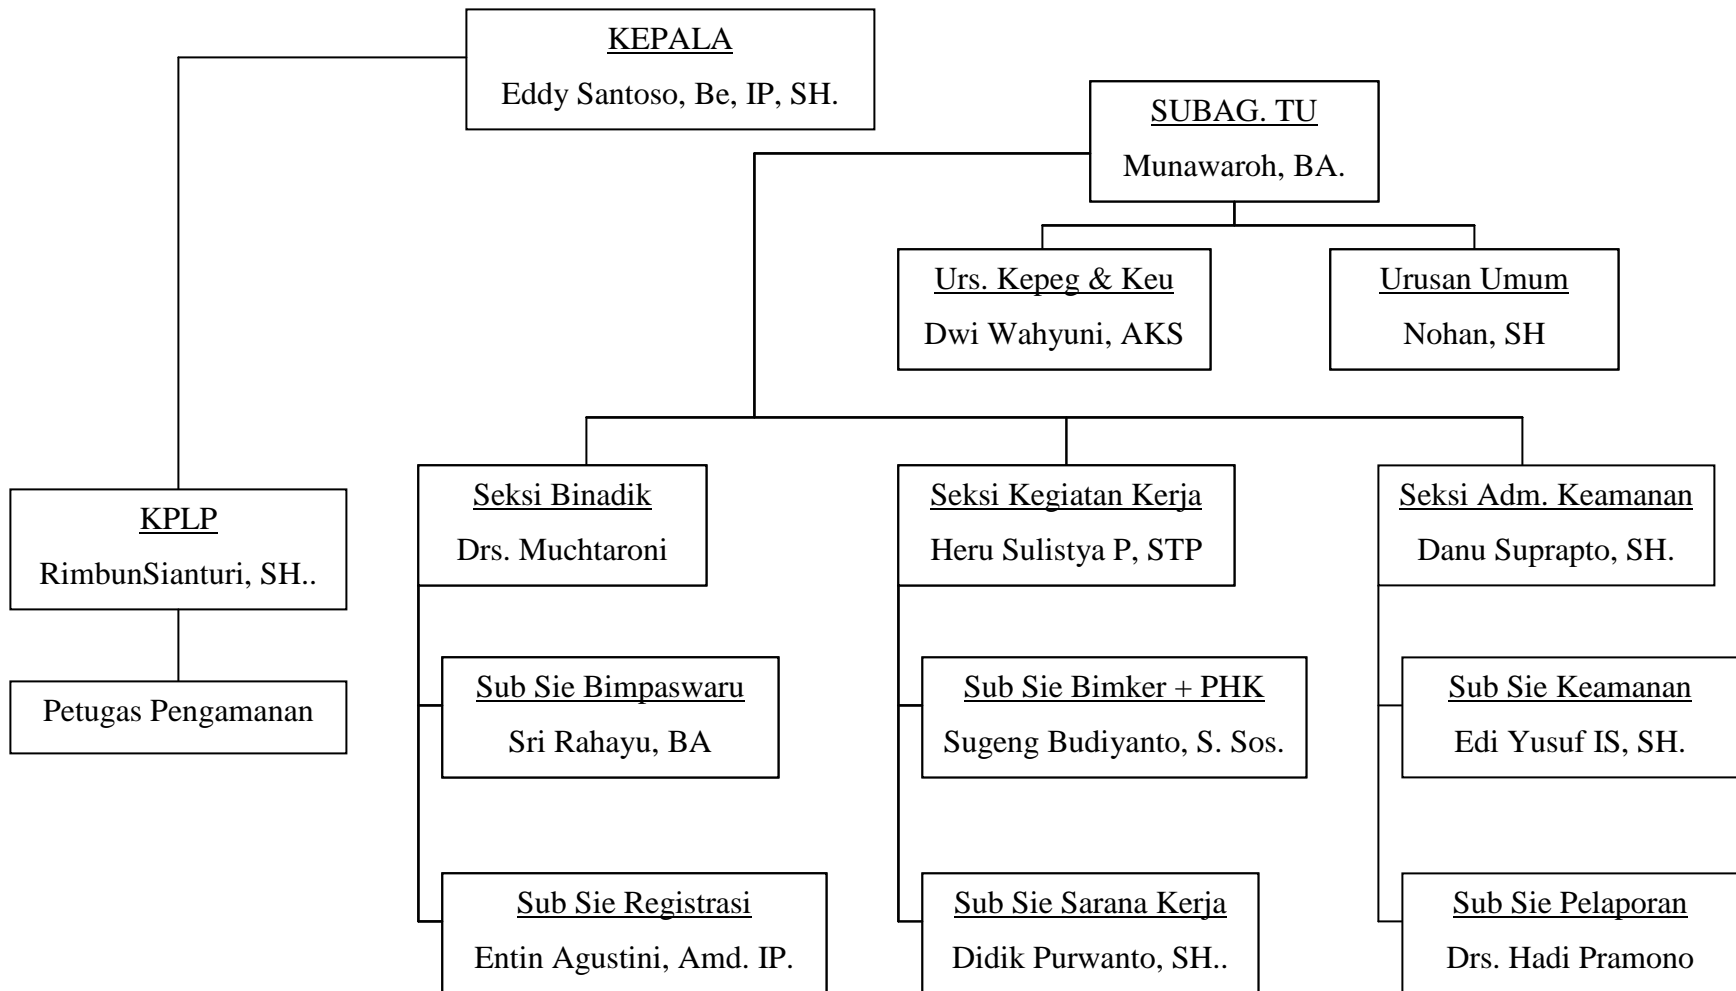 KEPALA
Eddy Santoso, Be, IP, SH.
SUBAG. TU
Munawaroh, BA.
Urs. Kepeg & Keu
Dwi Wahyuni, AKS
Urusan Umum
Nohan, SH
KPLP
RimbunSianturi, SH..
Petugas Pengamanan
Seksi Binadik
Drs. Muchtaroni
Sub Sie Bimpaswaru
Sri Rahayu, BA
Sub Sie Registrasi
Entin Agustini, Amd. IP.
Seksi Kegiatan Kerja
Heru Sulistya P, STP
Sub Sie Bimker + PHK
Sugeng Budiyanto, S. Sos.
Sub Sie Sarana Kerja
Didik Purwanto, SH..
Seksi Adm. Keamanan
Danu Suprapto, SH.
Sub Sie Keamanan
Edi Yusuf IS, SH.
Sub Sie Pelaporan
Drs. Hadi Pramono